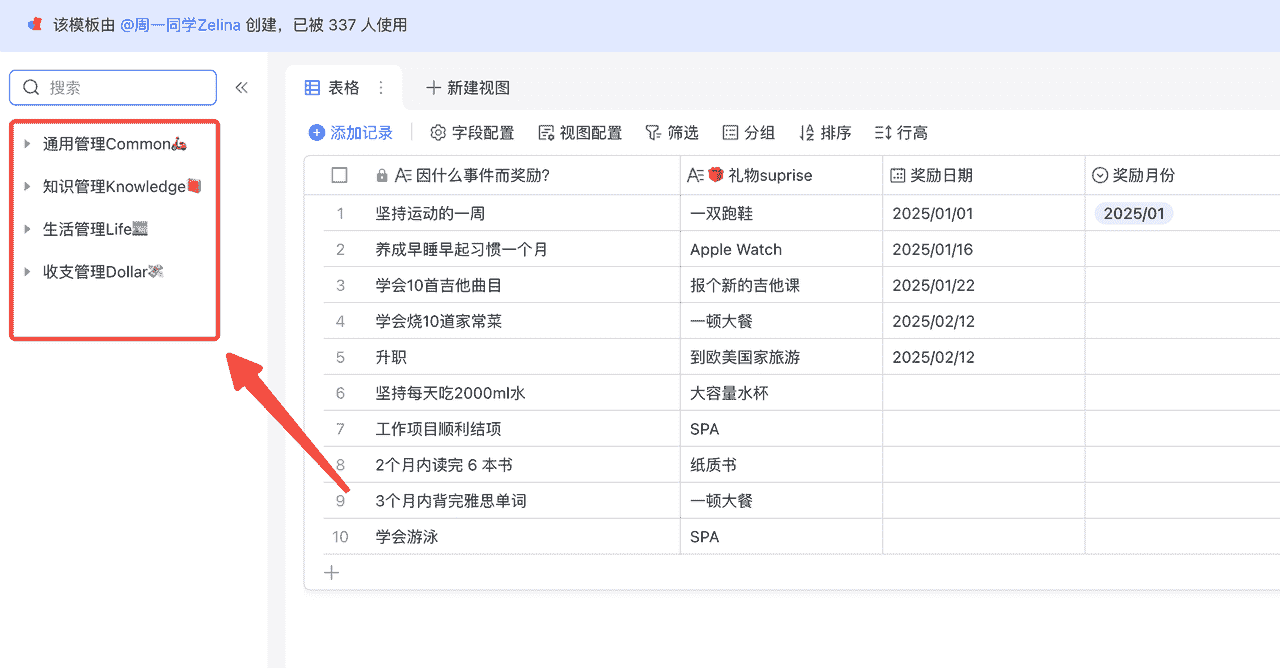 该模板由 @周一同学Zelina 创建，已被 337 人使用
搜索
通用管理Common
知识管理Knowledge
生活管理Life
收支管理Dollar
表格 新建视图
添加记录 字段配置 视图配置 筛选 分组 排序 行高
因什么事件而奖励? 礼物suprise 奖励日期 奖励月份
1 坚持运动的一周 一双跑鞋 2025/01/01 2025/01
2 养成早睡早起习惯一个月 Apple Watch 2025/01/16
3 学会10首吉他曲目 报个新的吉他课 2025/01/22
4 学会烧10道家常菜 一顿大餐 2025/02/12
5 升职 到欧美国家旅游 2025/02/12
6 坚持每天吃2000ml水 大容量水杯
7 工作项目顺利结项 SPA
8 2个月内读完 6 本书 纸质书
9 3个月内背完雅思单词 一顿大餐
10 学会游泳 SPA